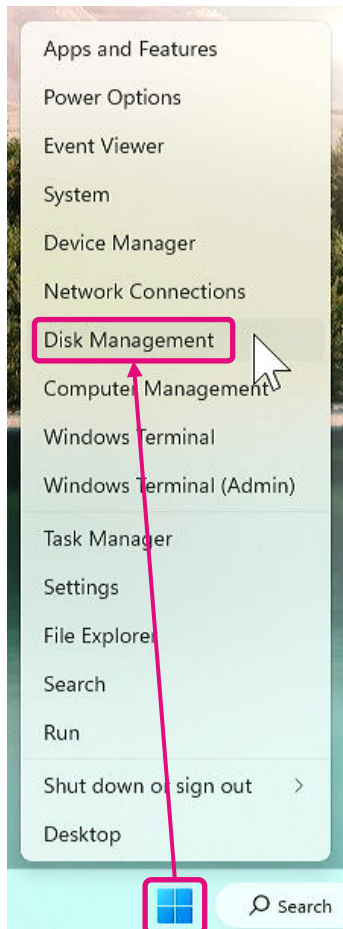 Apps and Features
Power Options
Event Viewer
System
Device Manager
Network Connections
Disk Management
Computer Management
Windows Terminal
Windows Terminal (Admin)
Task Manager
Settings
File Explorer
Search
Run
Shut down or sign out
Desktop
Search